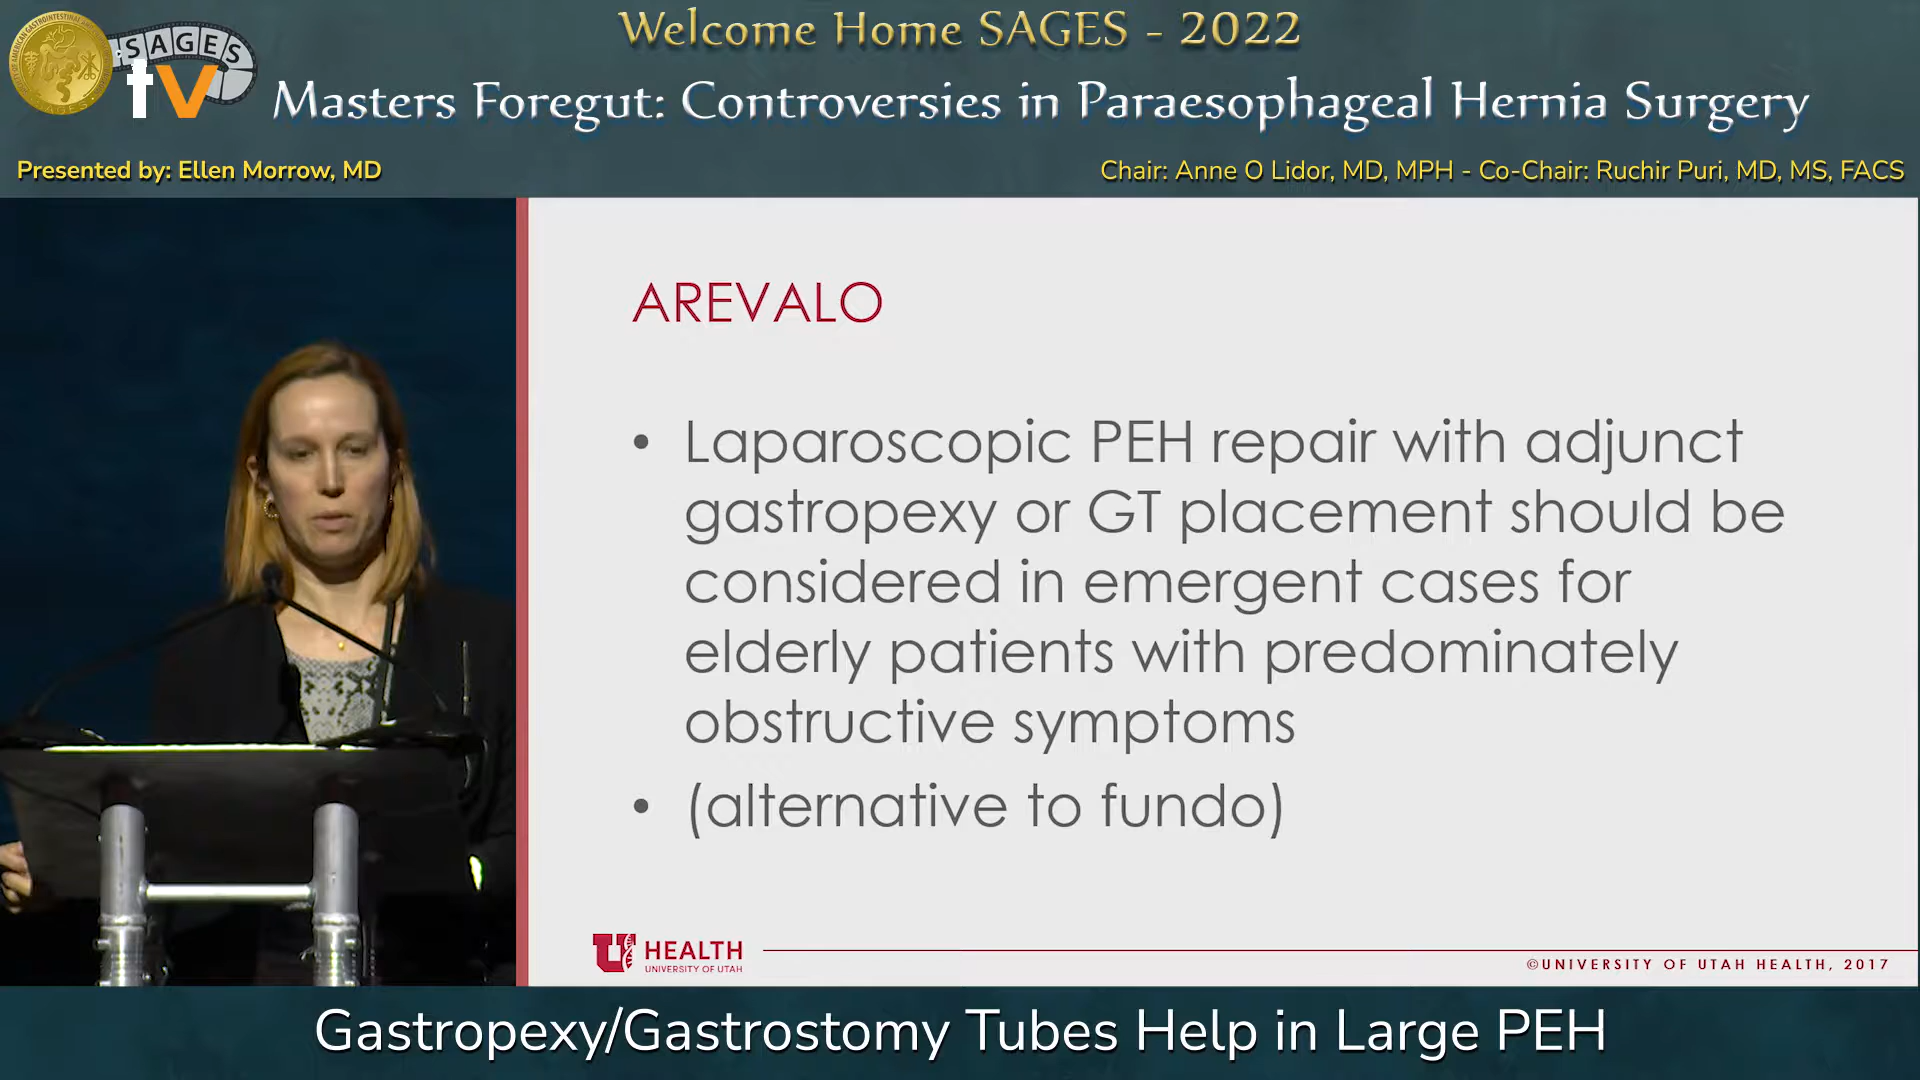 Welcome Home SAGES - 2022
SAGES
tv
Masters Foregut: Controversies in Paraesophageal Hernia Surgery
Presented by: Ellen Morrow, MD
Chair: Anne O Lidor, MD, MPH - Co-Chair: Ruchir Puri, MD, MS, FACS
AREVALO
• Laparoscopic PEH repair with adjunct
gastropexy or GT placement should be
considered in emergent cases for
elderly patients with predominately
obstructive symptoms
• (alternative to fundo)
U HEALTH
UNIVERSITY OF UTAH
©UNIVERSITY OF UTAH HEALTH, 2017
Gastropexy/Gastrostomy Tubes Help in Large PEH